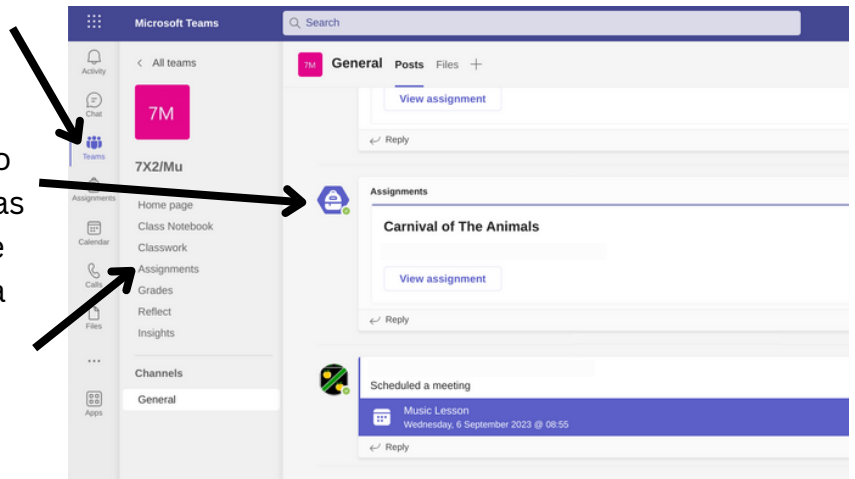 Microsoft Teams
Search
Activity
Chat
Teams
Assignments
Calendar
Calls
Files
Apps
o
as
e
a
All teams
7M
7X2/Mu
Home page
Class Notebook
Classwork
Assignments
Grades
Reflect
Insights
Channels
General
7M General Posts Files +
View assignment
Reply
Assignments
Carnival of The Animals
View assignment
Reply
Scheduled a meeting
Music Lesson
Wednesday, 6 September 2023 @ 08:55
Reply